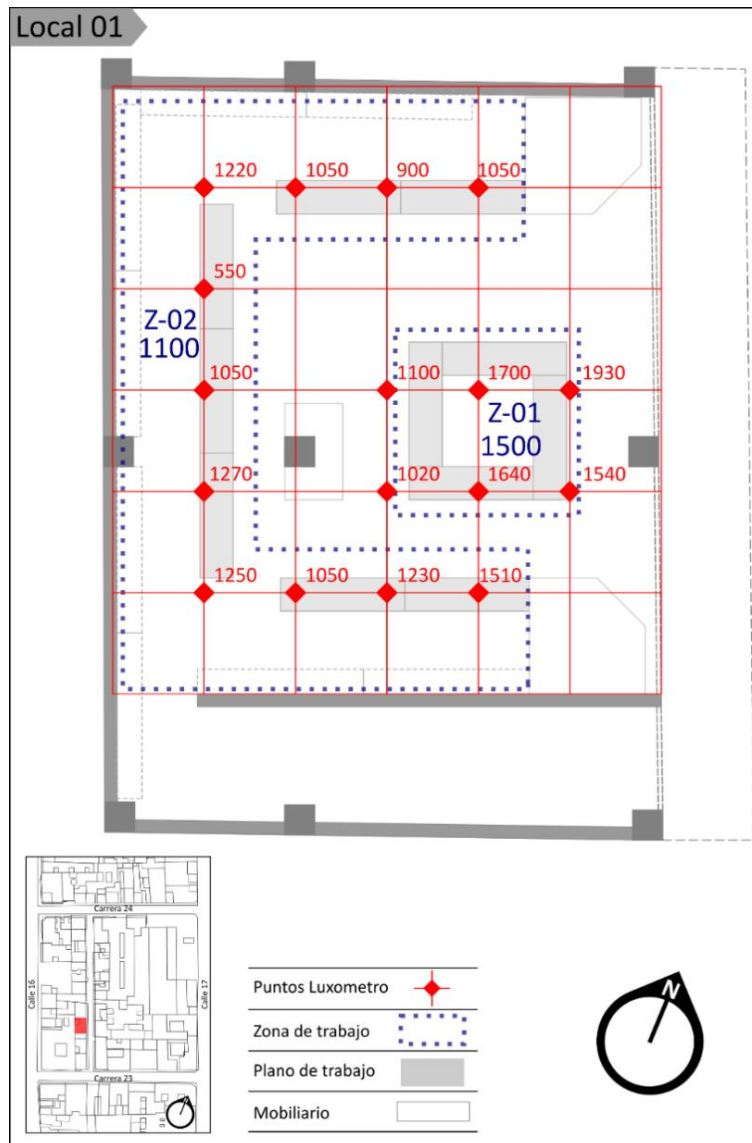 Local 01
1220 1050 900 1050
550
Z-02
1100
1050 1100 1700 1930
Z-01
1500
1270 1020 1640 1540
1250 1050 1230 1510
Carrera 24
Calle 16
Calle 17
Carrera 23
N
Puntos Luxometro
Zona de trabajo
Plano de trabajo
Mobiliario
N